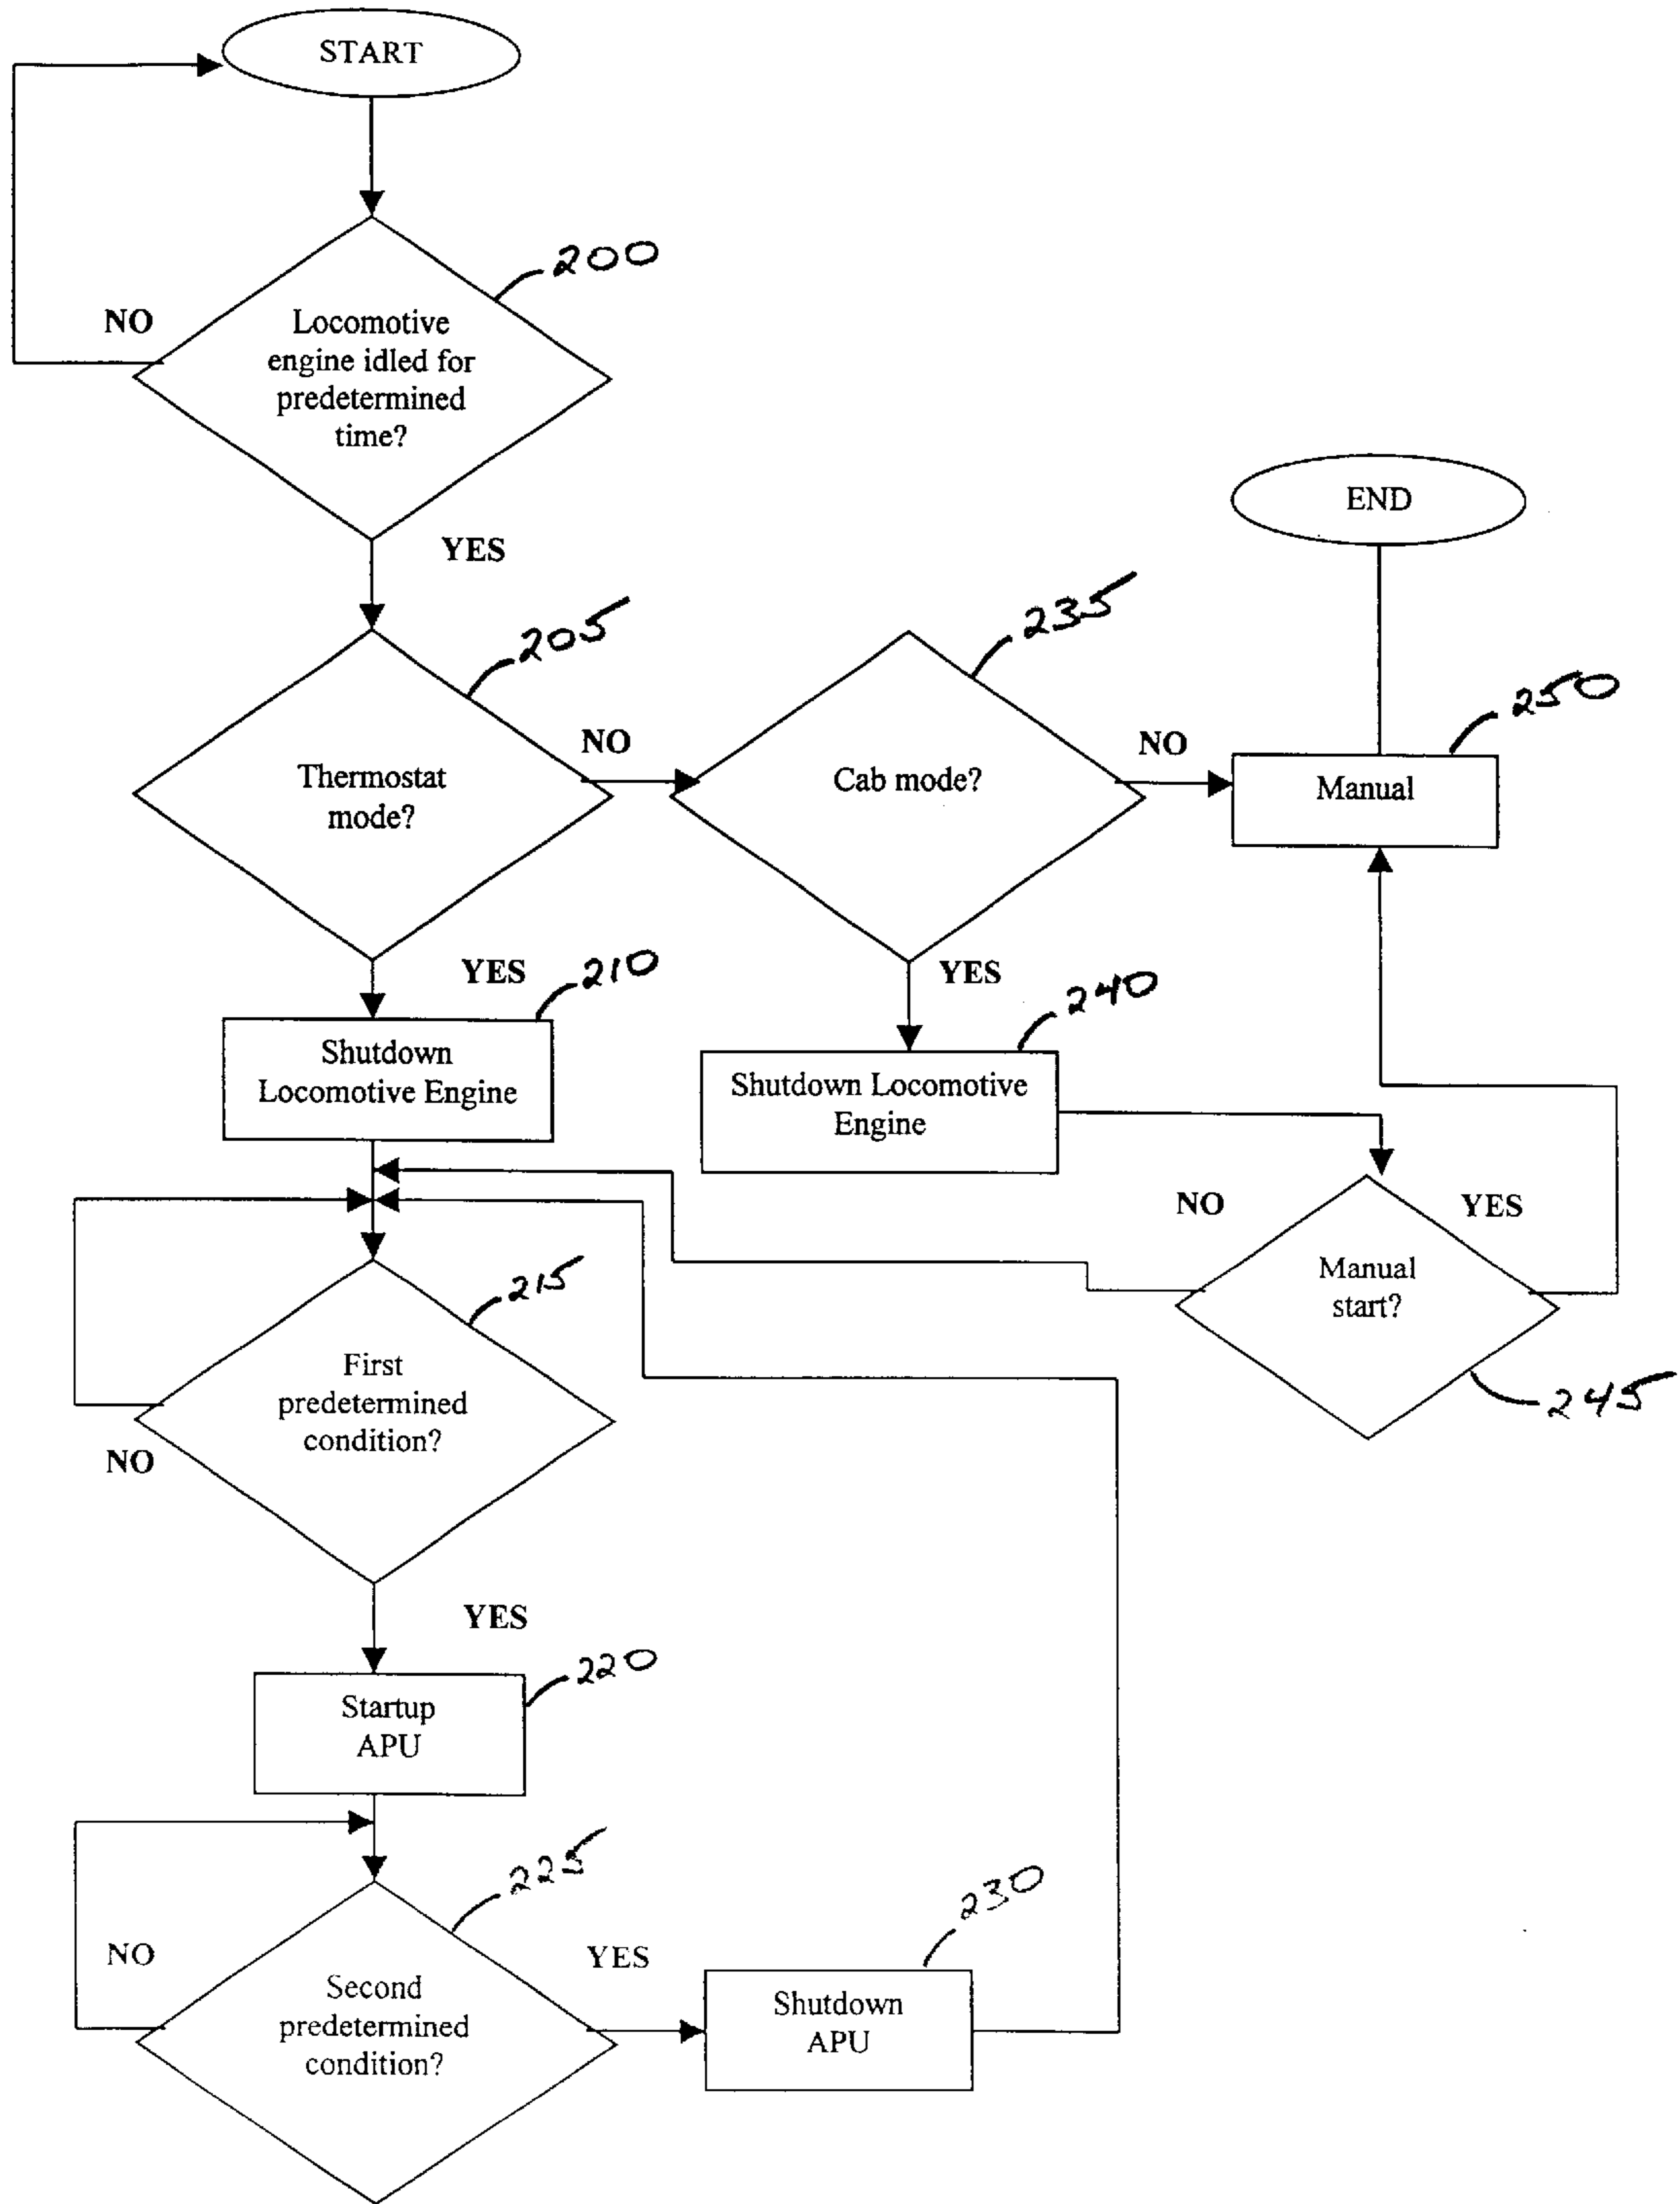 START
200
NO
Locomotive
engine idled for
predetermined
time?
YES
END
205
235
250
NO
NO
Thermostat
mode?
Cab mode?
Manual
YES
210
YES
240
Shutdown
Locomotive Engine
Shutdown Locomotive
Engine
NO
YES
Manual
start?
215
First
predetermined
condition?
245
NO
YES
220
Startup
APU
225
230
NO
YES
Second
predetermined
condition?
Shutdown
APU